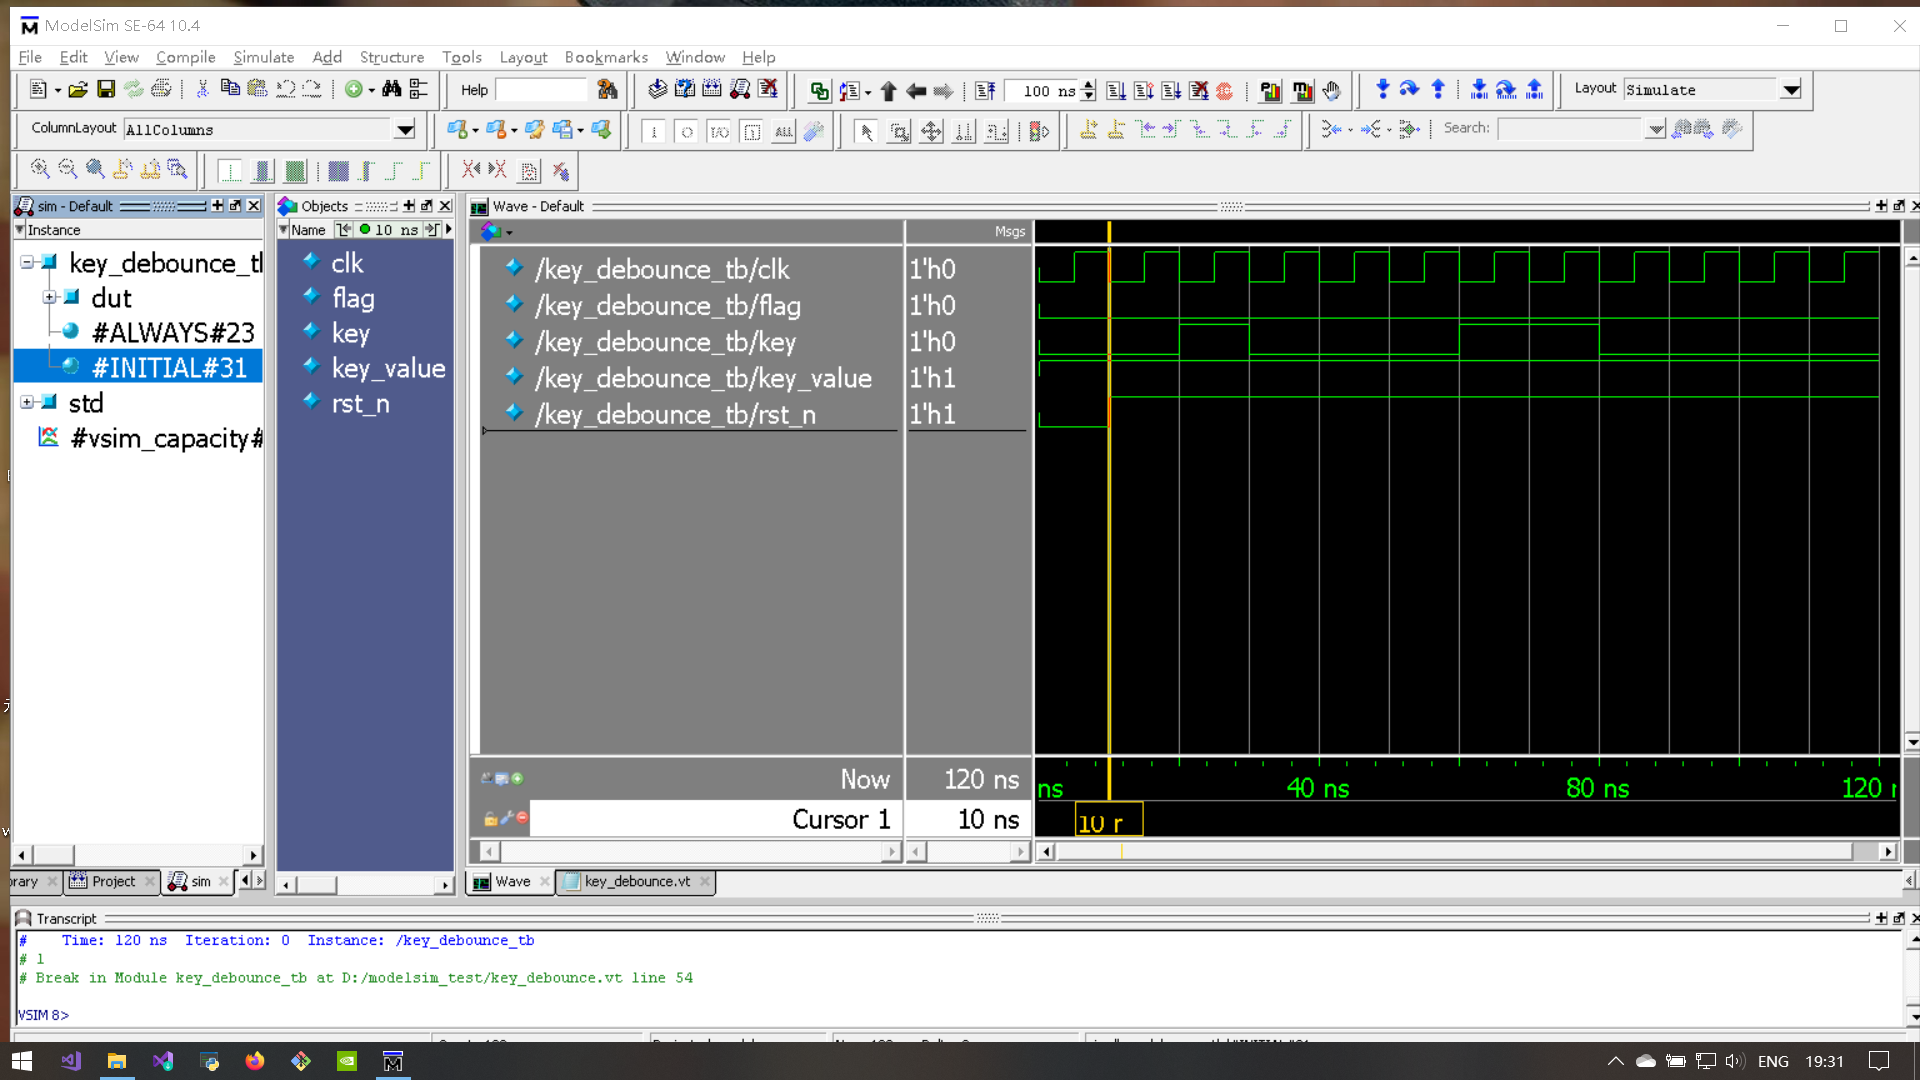 ModelSim SE-64 10.4
File Edit View Compile Simulate Add Structure Tools Layout Bookmarks Window Help
Help 100 ns Layout Simulate
ColumnLayout AllColumns Search:
sim - Default
Instance
key_debounce_t
dut
#ALWAYS#23
#INITIAL#31
std
#vsim_capacity#
Objects
Name 10 ns
clk
flag
key
key_value
rst_n
Wave - Default
Msgs
/key_debounce_tb/clk 1'h0
/key_debounce_tb/flag 1'h0
/key_debounce_tb/key 1'h0
/key_debounce_tb/key_value 1'h1
/key_debounce_tb/rst_n 1'h1
Now 120 ns
ns 40 ns 80 ns 120
Cursor 1 10 ns
10
rary Project sim
Wave key_debounce.vt
Transcript
# Time: 120 ns Iteration: 0 Instance: /key_debounce_tb
# 1
# Break in Module key_debounce_tb at D:/modelsim_test/key_debounce.vt line 54
VSIM 8>
ENG 19:31